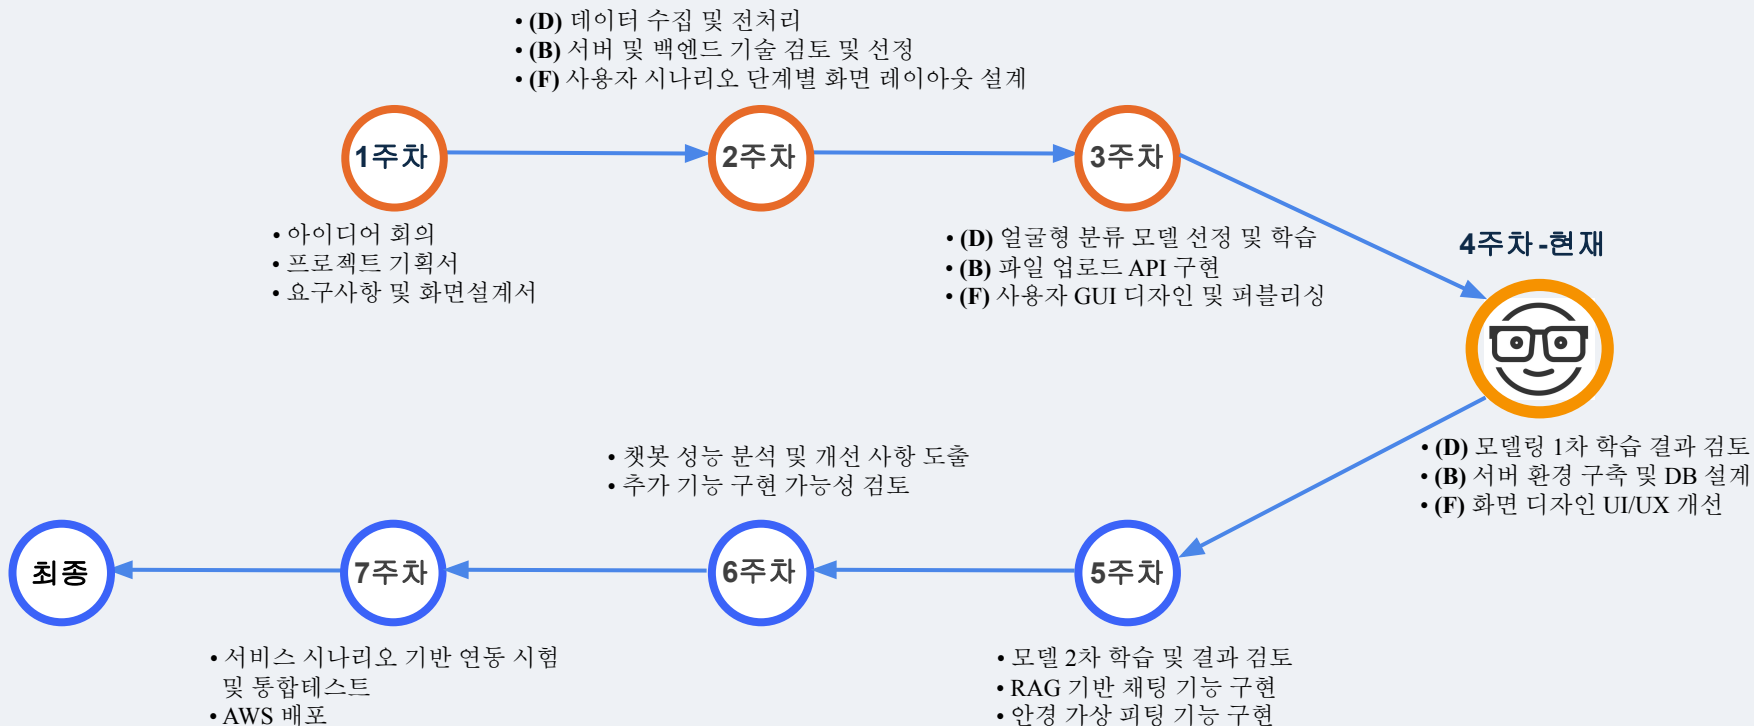 • (D) 데이터 수집 및 전처리
• (B) 서버 및 백엔드 기술 검토 및 선정
• (F) 사용자 시나리오 단계별 화면 레이아웃 설계
1주차
2주차
3주차
• 아이디어 회의
• 프로젝트 기획서
• 요구사항 및 화면설계서
• (D) 얼굴형 분류 모델 선정 및 학습
• (B) 파일 업로드 API 구현
• (F) 사용자 GUI 디자인 및 퍼블리싱
4주차 -현재
• (D) 모델링 1차 학습 결과 검토
• (B) 서버 환경 구축 및 DB 설계
• (F) 화면 디자인 UI/UX 개선
• 챗봇 성능 분석 및 개선 사항 도출
• 추가 기능 구현 가능성 검토
최종
7주차
6주차
5주차
• 서비스 시나리오 기반 연동 시험
및 통합테스트
• AWS 배포
• 모델 2차 학습 및 결과 검토
• RAG 기반 채팅 기능 구현
• 안경 가상 피팅 기능 구현